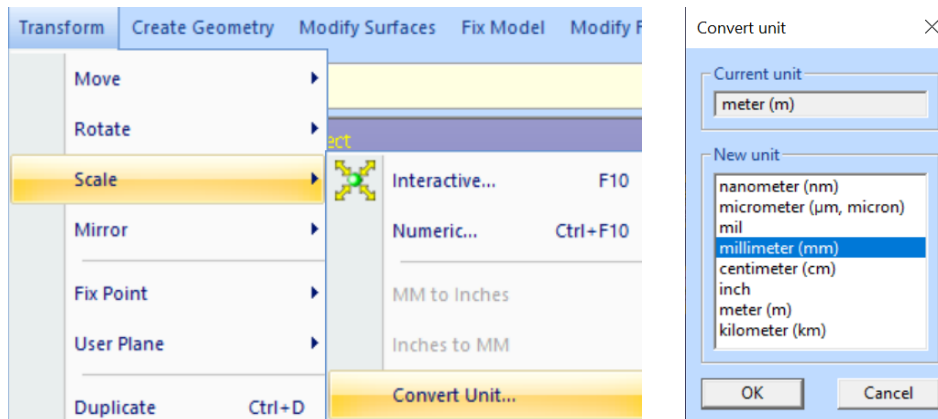 Transform Create Geometry Modify Surfaces Fix Model Modify F
Move
Rotate
ect
Scale
Interactive... F10
Mirror
Numeric... Ctrl+F10
Fix Point
MM to Inches
User Plane
Inches to MM
Duplicate Ctrl+D
Convert Unit...
Convert unit
Current unit
meter (m)
New unit
nanometer (nm)
micrometer (µm, micron)
mil
millimeter (mm)
centimeter (cm)
inch
meter (m)
kilometer (km)
OK Cancel